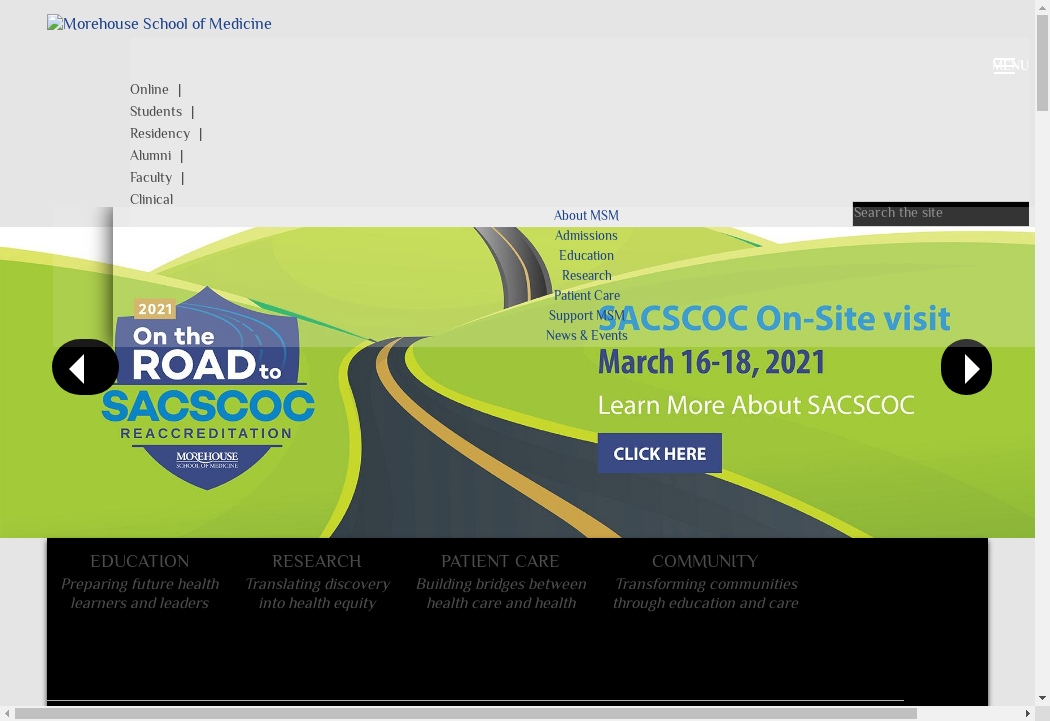 Morehouse School of Medicine
MENU
Online |
Students |
Residency |
Alumni |
Faculty |
Clinical
Search the site
About MSM
Admissions
Education
Research
Patient Care
Support MSM
News & Events
2021
On the
ROAD to
SACSCOC
REACCREDITATION
MOREHOUSE
SCHOOL OF MEDICINE
SACSCOC On-Site visit
March 16-18, 2021
Learn More About SACSCOC
CLICK HERE
EDUCATION
Preparing future health
learners and leaders
RESEARCH
Translating discovery
into health equity
PATIENT CARE
Building bridges between
health care and health
COMMUNITY
Transforming communities
through education and care